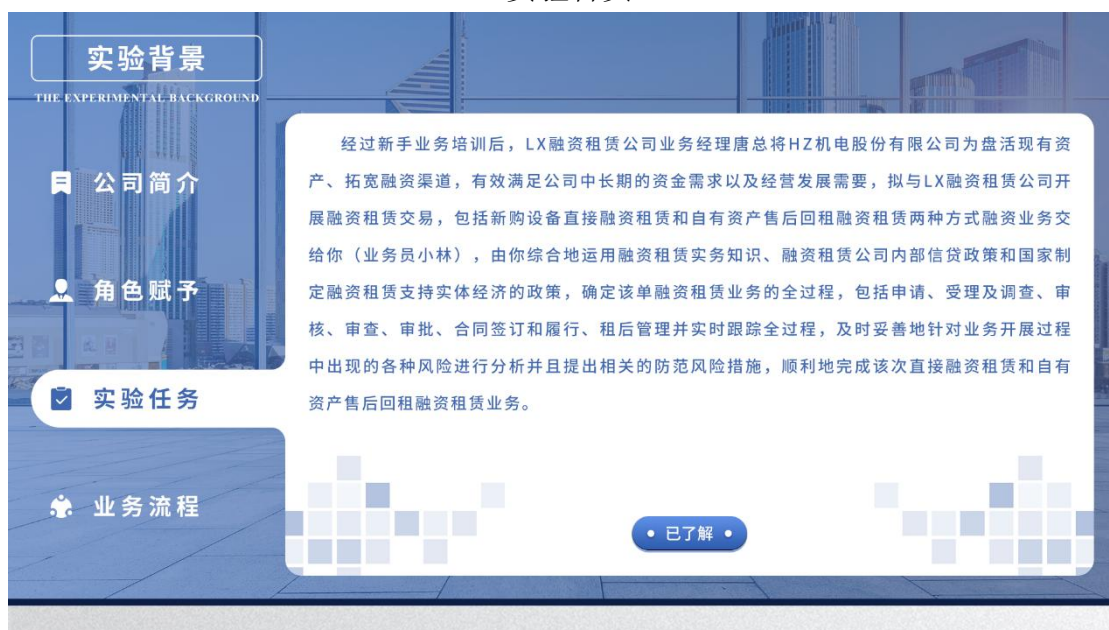 实验背景
THE EXPERIMENTAL BACKGROUND
公司简介
角色赋予
实验任务
业务流程
经过新手业务培训后，LX融资租赁公司业务经理唐总将HZ机电股份有限公司为盘活现有资
产、拓宽融资渠道，有效满足公司中长期的资金需求以及经营发展需要，拟与LX融资租赁公司开
展融资租赁交易，包括新购设备直接融资租赁和自有资产售后回租融资租赁两种方式融资业务交
给你（业务员小林），由你综合地运用融资租赁实务知识、融资租赁公司内部信贷政策和国家制
定融资租赁支持实体经济的政策，确定该单融资租赁业务的全过程，包括申请、受理及调查、审
核、审查、审批、合同签订和履行、租后管理并实时跟踪全过程，及时妥善地针对业务开展过程
中出现的各种风险进行分析并且提出相关的防范风险措施，顺利地完成该次直接融资租赁和自有
资产售后回租融资租赁业务。
已了解